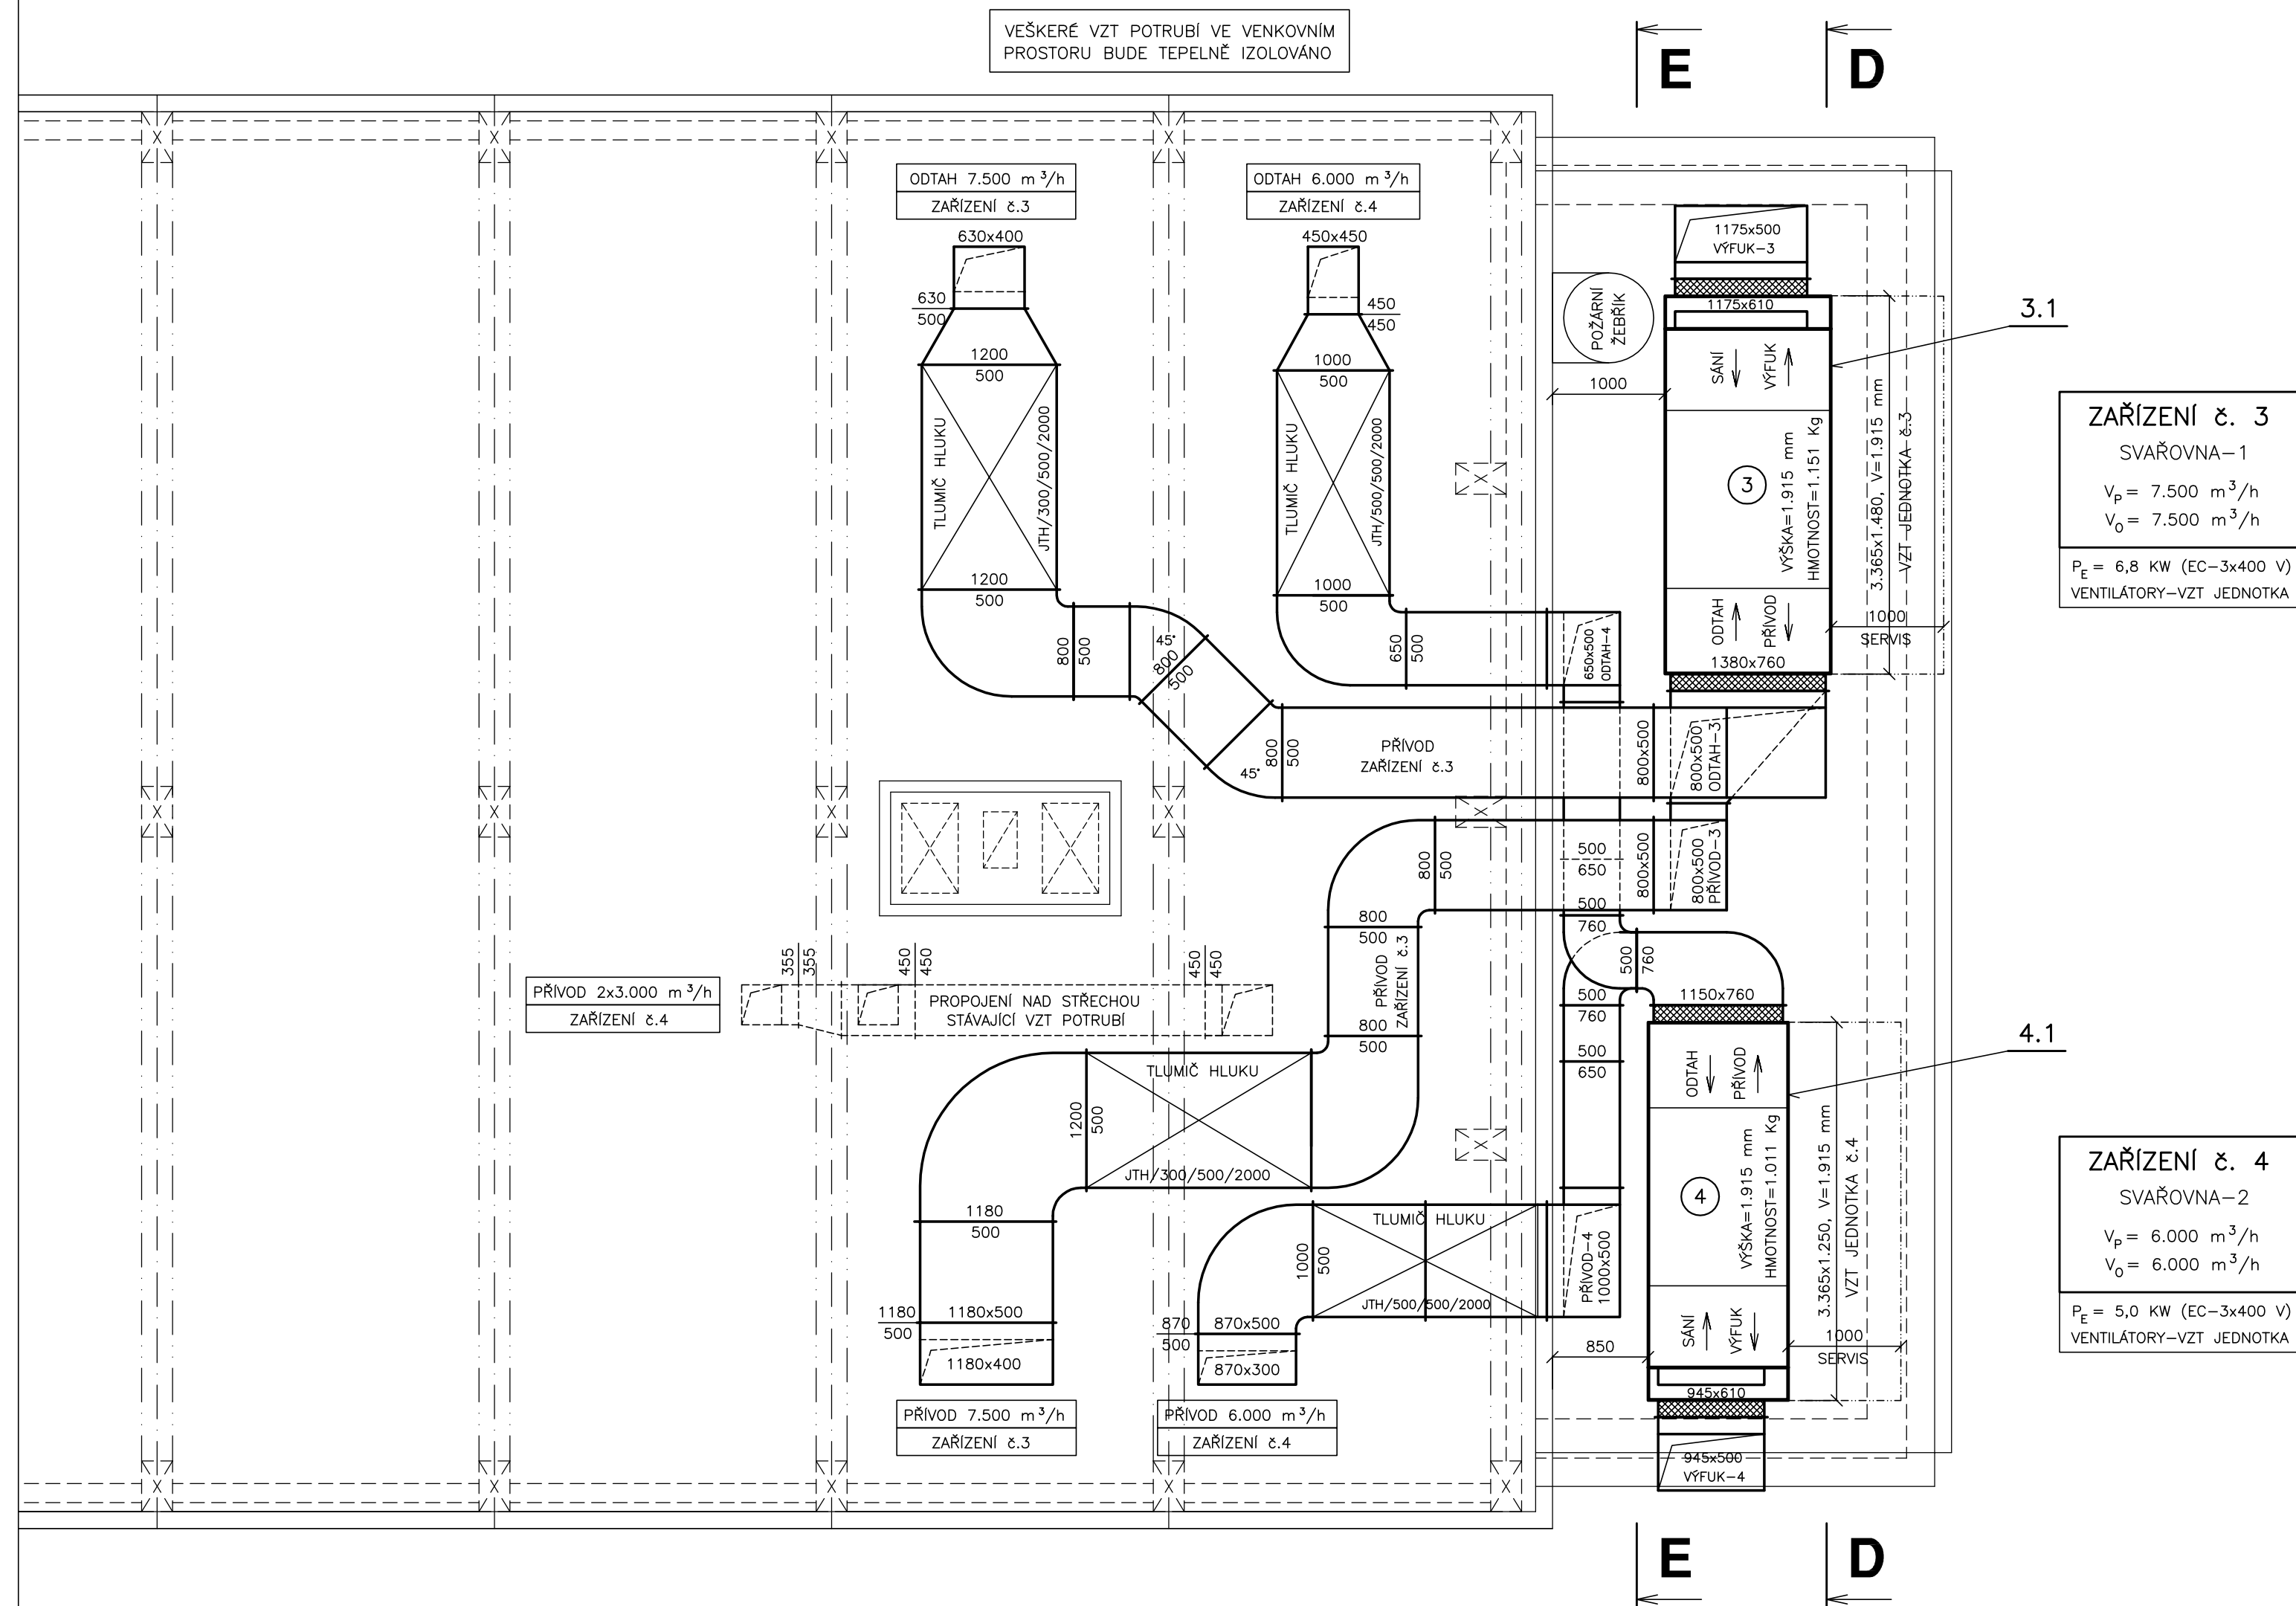 VEŠKERÉ VZT POTRUBÍ VE VENKOVNÍM
PROSTORU BUDE TEPELNĚ IZOLOVÁNO
E
D
ODTAH 7.500 m³/h
ZAŘÍZENÍ č.3
630x400
630
500
1200
500
TLUMIČ HLUKU
JTH/300/500/2000
1200
500
800
500
45°
800
500
45°
800
500
PŘÍVOD
ZAŘÍZENÍ č.3
800x500
800x500
ODTAH-3
ODTAH 6.000 m³/h
ZAŘÍZENÍ č.4
450x450
450
450
1000
500
TLUMIČ HLUKU
JTH/500/500/2000
1000
500
650
500
650x500
ODTAH-4
POŽÁRNÍ
ŽEBŘÍK
1000
1175x500
VÝFUK-3
1175x610
SÁNÍ
VÝFUK
3
VÝŠKA=1.915 mm
HMOTNOST=1.151 Kg
ODTAH
PŘÍVOD
1380x760
3.365x1.480, V=1.915 mm
VZT JEDNOTKA č.3
1000
SERVIS
3.1
ZAŘÍZENÍ č. 3
SVAŘOVNA-1
V_P= 7.500 m³/h
V_O= 7.500 m³/h
P_E= 6,8 KW (EC-3x400 V)
VENTILÁTORY-VZT JEDNOTKA
800
500
500
650
800x500
800x500
PŘÍVOD-3
500
760
500
760
800
500
PŘÍVOD
ZAŘÍZENÍ č.3
800
500
355
355
450
450
450
450
PŘÍVOD 2x3.000 m³/h
ZAŘÍZENÍ č.4
PROPOJENÍ NAD STŘECHOU
STÁVAJÍCÍ VZT POTRUBÍ
500
760
500
650
1150x760
TLUMIČ HLUKU
1200
500
JTH/300/500/2000
1180
500
1180
500
1180x500
1180x400
PŘÍVOD 7.500 m³/h
ZAŘÍZENÍ č.3
TLUMIČ HLUKU
1000
500
JTH/500/500/2000
PŘÍVOD-4
1000x500
870
500
870x500
870x300
PŘÍVOD 6.000 m³/h
ZAŘÍZENÍ č.4
850
ODTAH
PŘÍVOD
4
VÝŠKA=1.915 mm
HMOTNOST=1.011 Kg
SÁNÍ
VÝFUK
3.365x1.250, V=1.915 mm
VZT JEDNOTKA č.4
1000
SERVIS
945x610
945x500
VÝFUK-4
4.1
ZAŘÍZENÍ č. 4
SVAŘOVNA-2
V_P= 6.000 m³/h
V_O= 6.000 m³/h
P_E= 5,0 KW (EC-3x400 V)
VENTILÁTORY-VZT JEDNOTKA
E
D